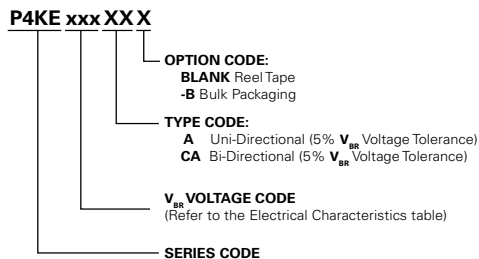 P4KE xxx XX X
OPTION CODE:
BLANK Reel Tape
-B Bulk Packaging
TYPE CODE:
A Uni-Directional (5% VBR Voltage Tolerance)
CA Bi-Directional (5% VBR Voltage Tolerance)
VBR VOLTAGE CODE
(Refer to the Electrical Characteristics table)
SERIES CODE